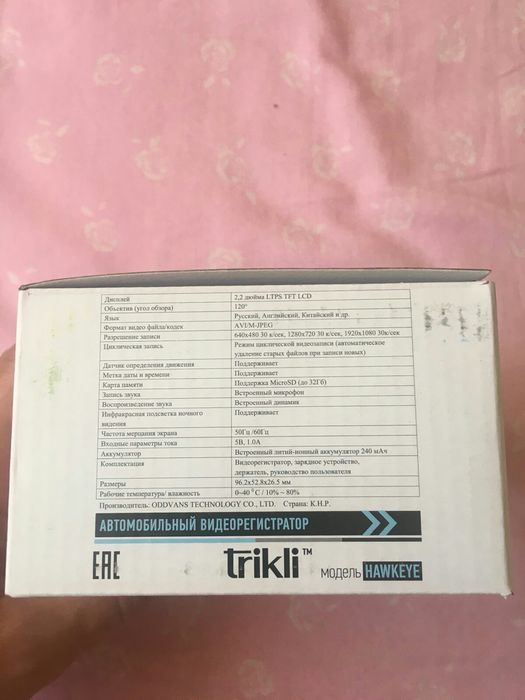 Дисплей 2,2 дюйма LTPS TFT LCD
Объектив (угол обзора) 120°
Язык Русский, Английский, Китайский и др.
Формат видео файла/кодек AVI/M-JPEG
Разрешение записи 640x480 30 к/сек, 1280x720 30 к/сек, 1920x1080 30к/сек
Циклическая запись Режим циклической видеозаписи (автоматическое
удаление старых файлов при записи новых)
Датчик определения движения Поддерживает
Метка даты и времени Поддерживает
Карта памяти Поддержка MicroSD (до 32Гб)
Запись звука Встроенный микрофон
Воспроизведение звука Встроенный динамик
Инфракрасная подсветка ночного Поддерживает
видения
Частота мерцания экрана 50Гц /60Гц
Входные параметры тока 5В, 1.0А
Аккумулятор Встроенный литий-ионный аккумулятор 240 мАч
Комплектация Видеорегистратор, зарядное устройство,
держатель, руководство пользователя
Размеры 96.2x52.8x26.5 мм
Рабочие температура/ влажность 0~40 °C / 10% ~ 80%
Производитель: ODDVANS TECHNOLOGY CO., LTD. Страна: К.Н.Р.
АВТОМОБИЛЬНЫЙ ВИДЕОРЕГИСТРАТОР
EAC trikli™ модель HAWKEYE